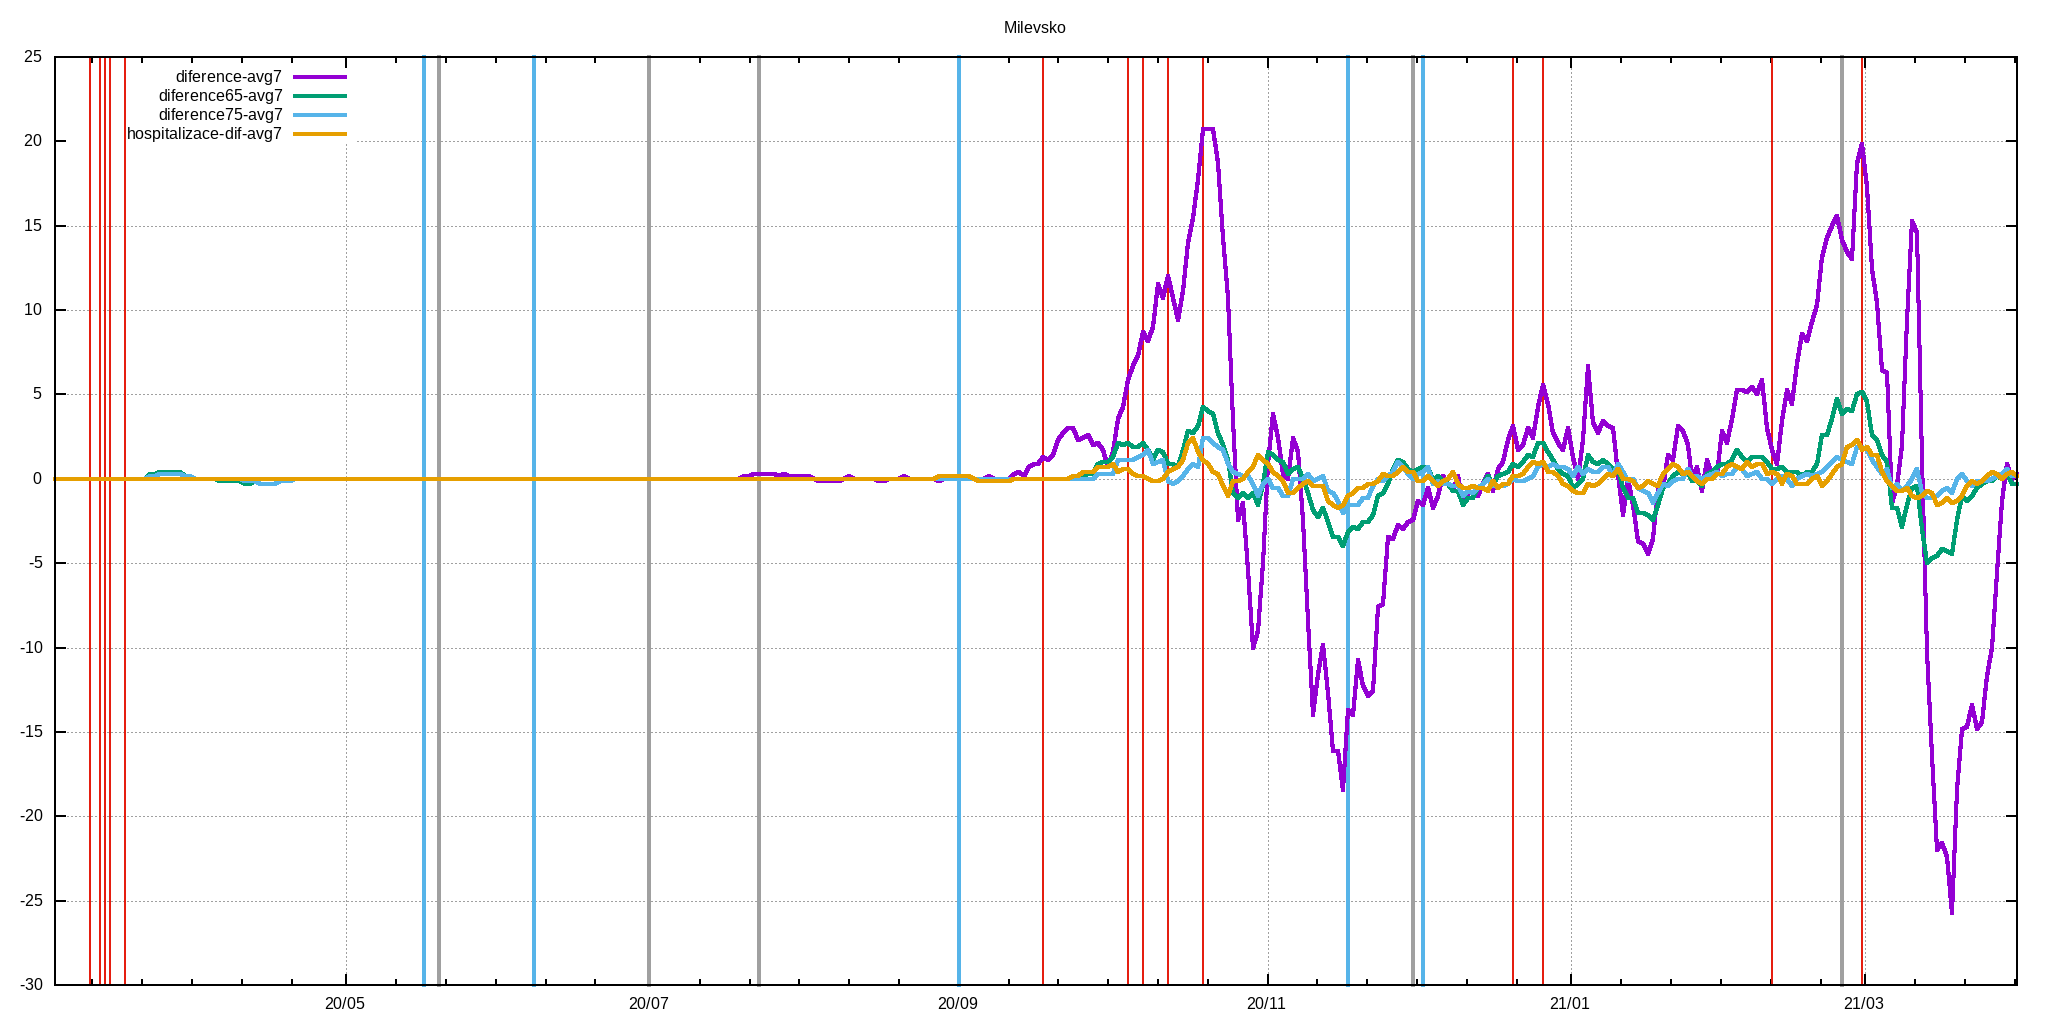 Milevsko
diference-avg7
diference65-avg7
diference75-avg7
hospitalizace-dif-avg7
25
20
15
10
5
0
-5
-10
-15
-20
-25
-30
20/05 20/07 20/09 20/11 21/01 21/03